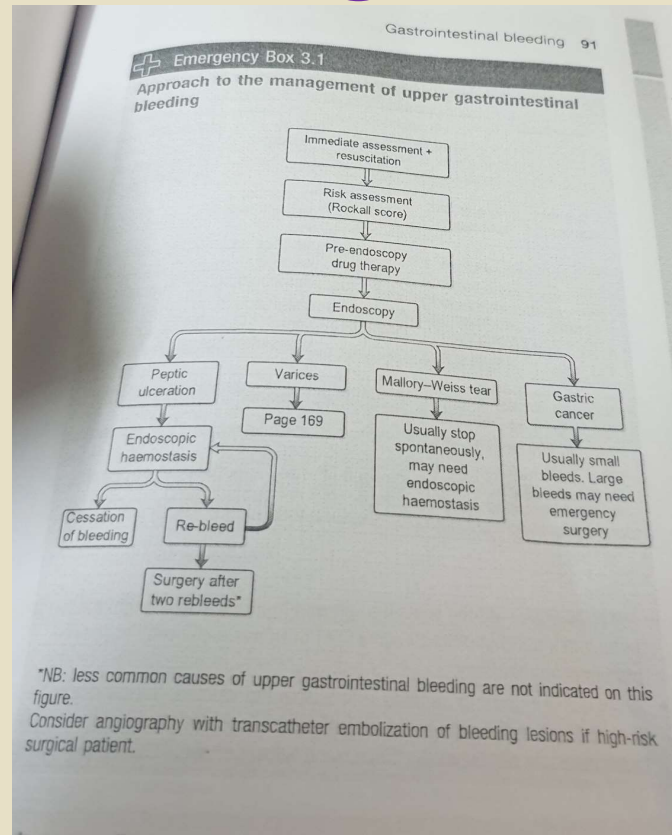 Gastrointestinal bleeding 91
Emergency Box 3.1
Approach to the management of upper gastrointestinal
bleeding
Immediate assessment +
resuscitation
Risk assessment
(Rockall score)
Pre-endoscopy
drug therapy
Endoscopy
Peptic
ulceration
Varices
Mallory–Weiss tear
Gastric
cancer
Endoscopic
haemostasis
Page 169
Usually stop
spontaneously,
may need
endoscopic
haemostasis
Usually small
bleeds. Large
bleeds may need
emergency
surgery
Cessation
of bleeding
Re-bleed
Surgery after
two rebleeds*
*NB: less common causes of upper gastrointestinal bleeding are not indicated on this
figure.
Consider angiography with transcatheter embolization of bleeding lesions if high-risk
surgical patient.